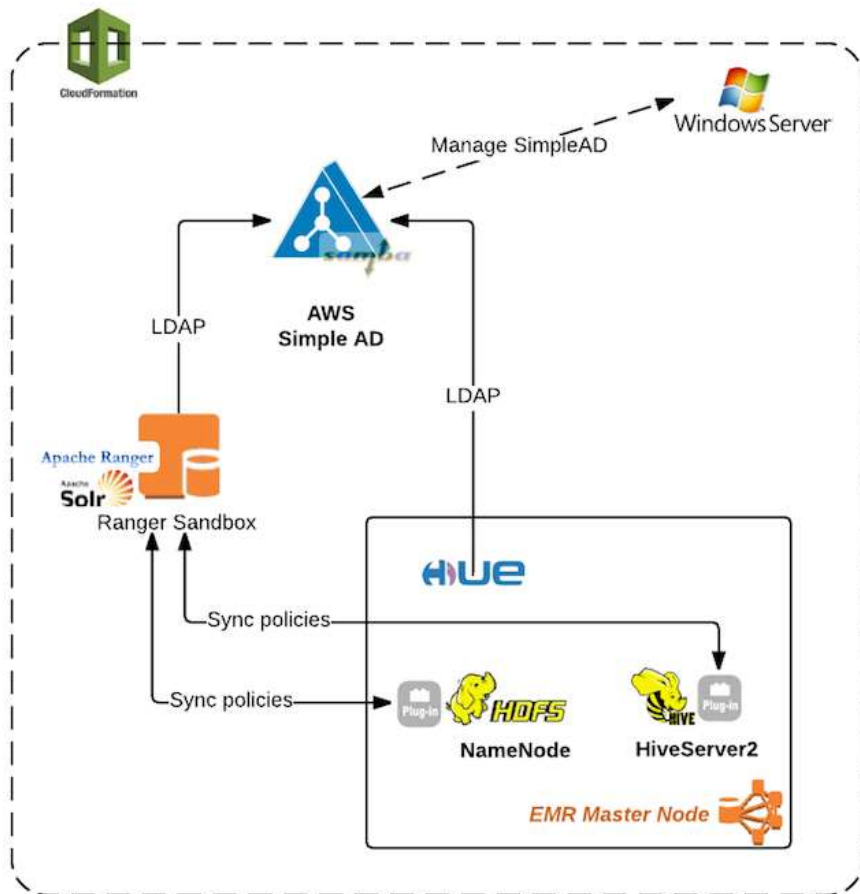 CloudFormation
Windows Server
Manage SimpleAD
samba
AWS
Simple AD
LDAP
LDAP
Apache Ranger
Apache
Solr
Ranger Sandbox
HUE
Sync policies
Sync policies
Plug-in
HDFS
HIVE
Plug-in
NameNode
HiveServer2
EMR Master Node